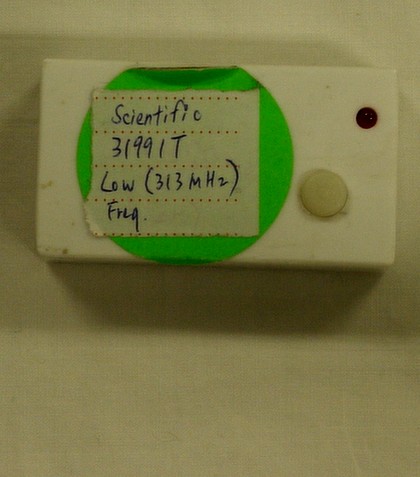 Scientific
31991T
Low (313 MHz)
Freq.